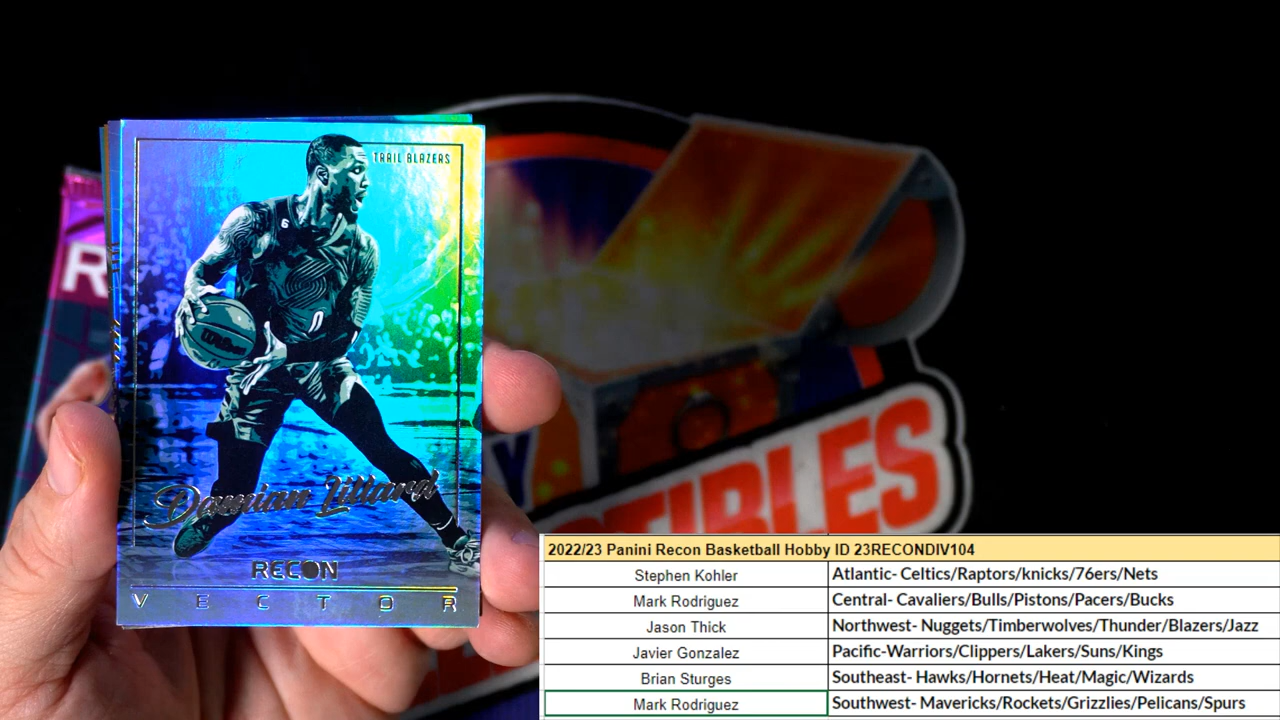 TRAIL BLAZERS
6
0
Wilson
Damian Lillard
RECON
VECTOR
R
2022/23 Panini Recon Basketball Hobby ID 23RECONDIV104
Stephen Kohler Atlantic- Celtics/Raptors/knicks/76ers/Nets
Mark Rodriguez Central- Cavaliers/Bulls/Pistons/Pacers/Bucks
Jason Thick Northwest- Nuggets/Timberwolves/Thunder/Blazers/Jazz
Javier Gonzalez Pacific-Warriors/Clippers/Lakers/Suns/Kings
Brian Sturges Southeast- Hawks/Hornets/Heat/Magic/Wizards
Mark Rodriguez Southwest- Mavericks/Rockets/Grizzlies/Pelicans/Spurs